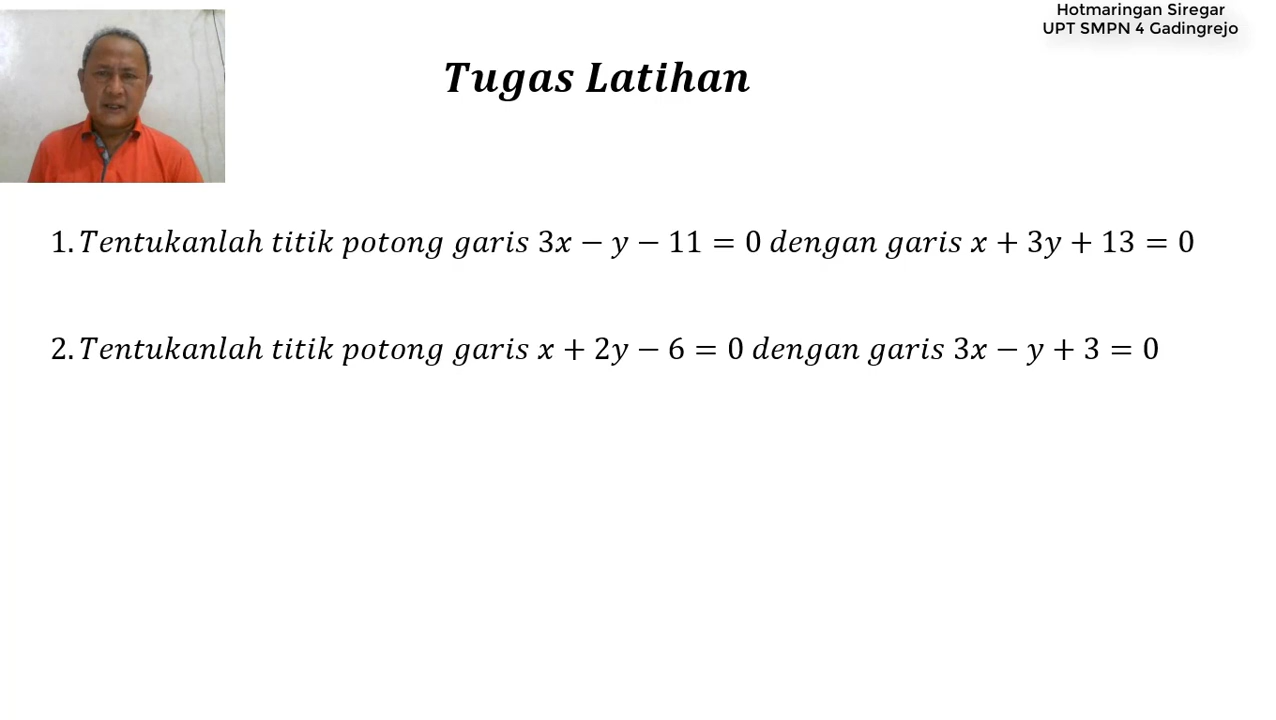 Hotmaringan Siregar
UPT SMPN 4 Gadingrejo
Tugas Latihan
1. Tentukanlah titik potong garis 3x − y − 11 = 0 dengan garis x + 3y + 13 = 0
2. Tentukanlah titik potong garis x + 2y − 6 = 0 dengan garis 3x − y + 3 = 0